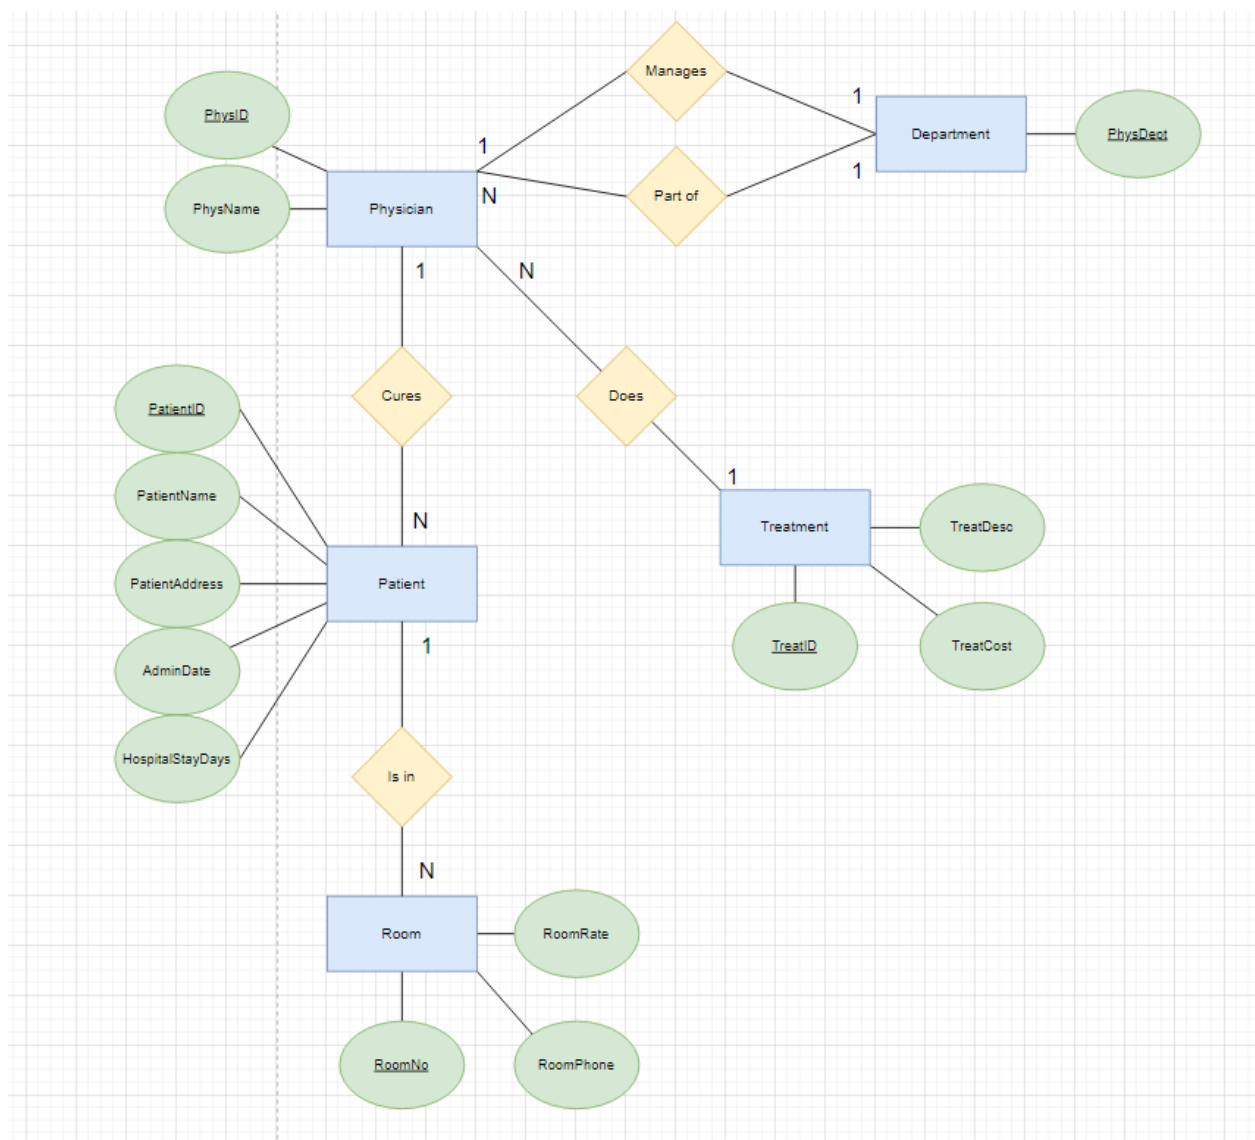 Manages
1
PhysID
Department
PhysDept
1
Part of
1
N
PhysName
Physician
1
N
Cures
Does
PatientID
1
PatientName
N
Treatment
TreatDesc
PatientAddress
Patient
1
TreatID
TreatCost
AdminDate
HospitalStayDays
Is in
N
Room
RoomRate
RoomNo
RoomPhone